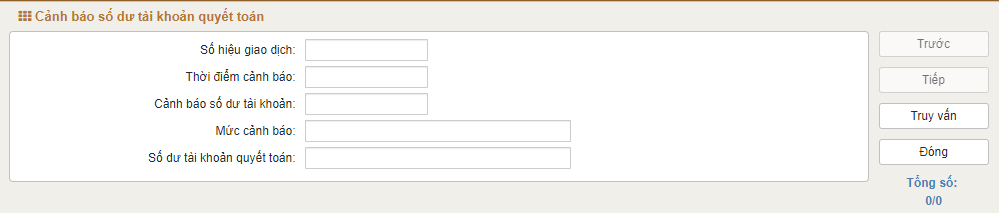 Cảnh báo số dư tài khoản quyết toán
Số hiệu giao dịch:
Thời điểm cảnh báo:
Cảnh báo số dư tài khoản:
Mức cảnh báo:
Số dư tài khoản quyết toán:
Trước
Tiếp
Truy vấn
Đóng
Tổng số:
0/0